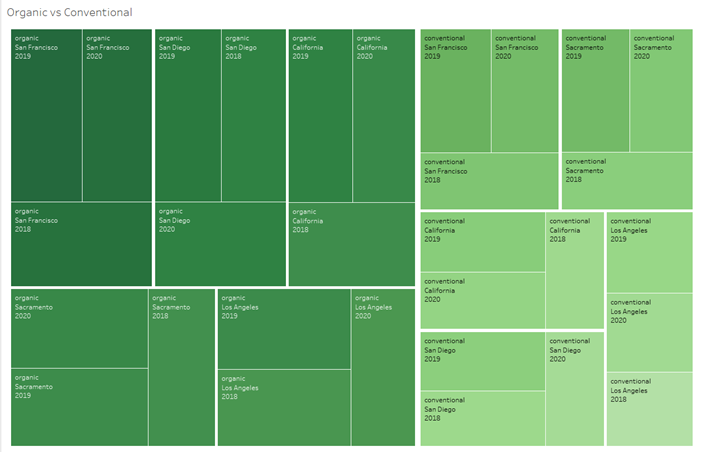 Organic vs Conventional
organic
San Francisco
2019
organic
San Francisco
2020
organic
San Francisco
2018
organic
San Diego
2019
organic
San Diego
2018
organic
San Diego
2020
organic
California
2019
organic
California
2020
organic
California
2018
organic
Sacramento
2020
organic
Sacramento
2019
organic
Sacramento
2018
organic
Los Angeles
2019
organic
Los Angeles
2018
organic
Los Angeles
2020
conventional
San Francisco
2019
conventional
San Francisco
2020
conventional
San Francisco
2018
conventional
Sacramento
2019
conventional
Sacramento
2020
conventional
Sacramento
2018
conventional
California
2019
conventional
California
2020
conventional
California
2018
conventional
Los Angeles
2019
conventional
Los Angeles
2020
conventional
Los Angeles
2018
conventional
San Diego
2019
conventional
San Diego
2018
conventional
San Diego
2020